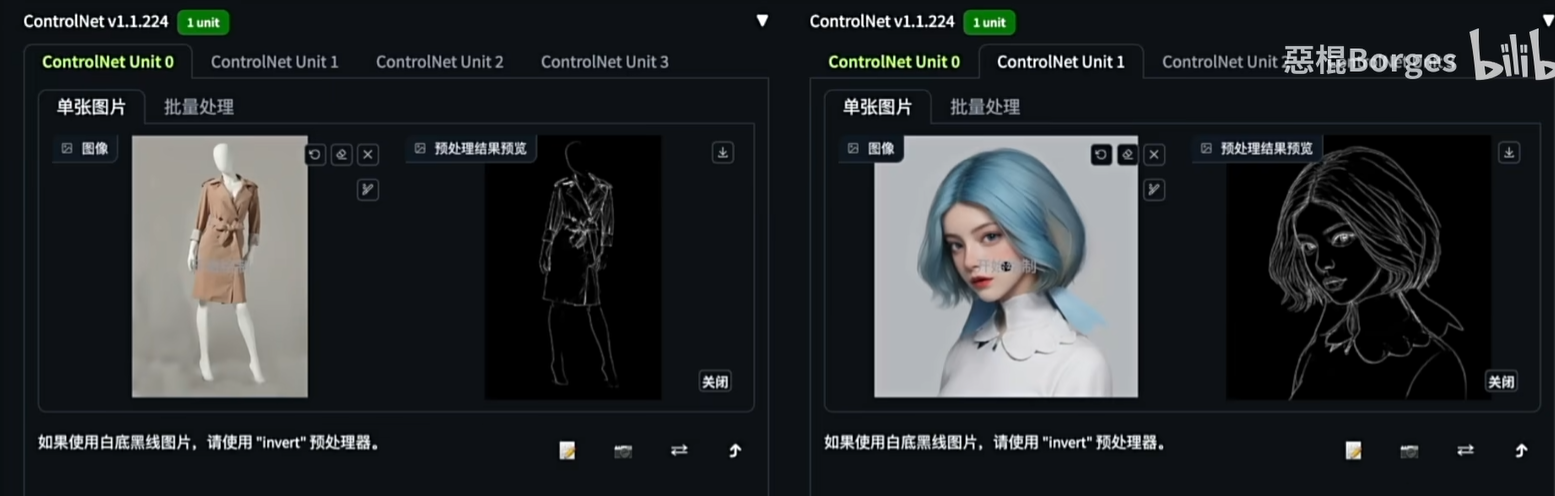 ControlNet v1.1.224 1 unit
ControlNet Unit 0 ControlNet Unit 1 ControlNet Unit 2 ControlNet Unit 3
单张图片 批量处理
图像
预处理结果预览
关闭
如果使用白底黑线图片，请使用 "invert" 预处理器。
ControlNet v1.1.224 1 unit
ControlNet Unit 0 ControlNet Unit 1 ControlNet Unit 2
惡棍Borges bilib
单张图片 批量处理
图像
预处理结果预览
关闭
如果使用白底黑线图片，请使用 "invert" 预处理器。